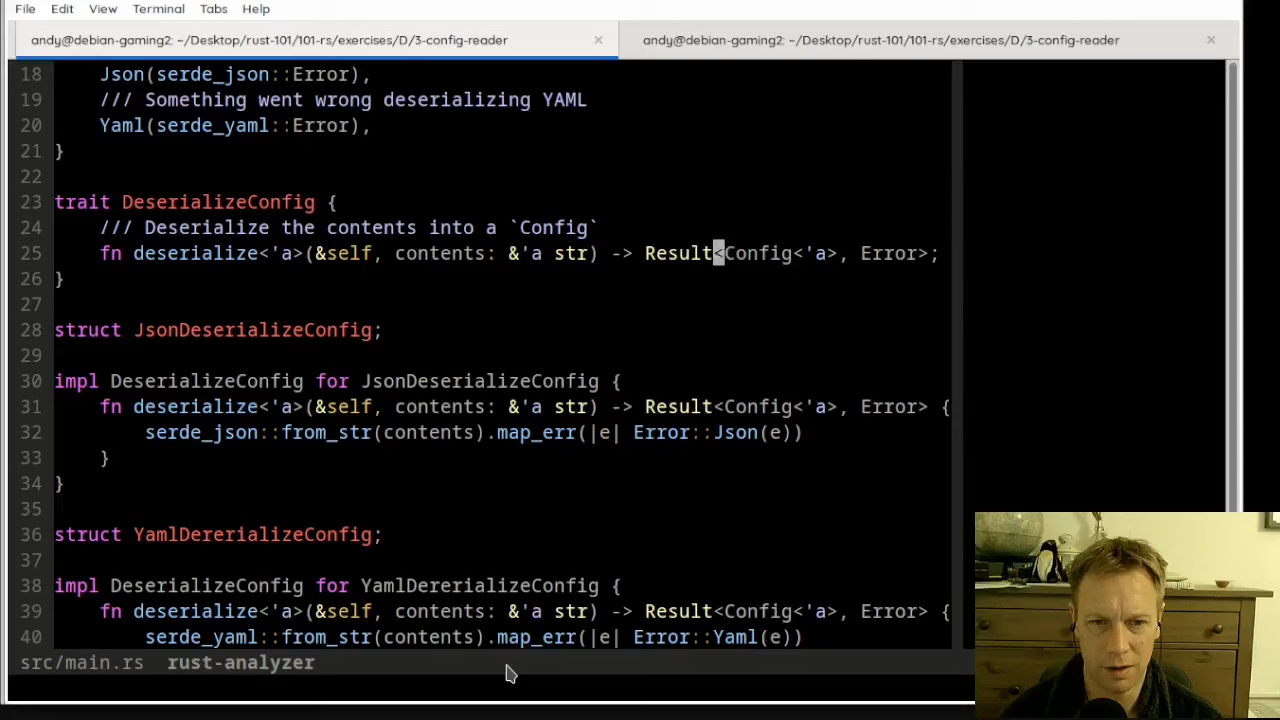 File Edit View Terminal Tabs Help
andy@debian-gaming2: ~/Desktop/rust-101/101-rs/exercises/D/3-config-reader × andy@debian-gaming2: ~/Desktop/rust-101/101-rs/exercises/D/3-config-reader ×
18     Json(serde_json::Error),
19     /// Something went wrong deserializing YAML
20     Yaml(serde_yaml::Error),
21 }
22
23 trait DeserializeConfig {
24     /// Deserialize the contents into a `Config`
25     fn deserialize<'a>(&self, contents: &'a str) -> Result<Config<'a>, Error>;
26 }
27
28 struct JsonDeserializeConfig;
29
30 impl DeserializeConfig for JsonDeserializeConfig {
31     fn deserialize<'a>(&self, contents: &'a str) -> Result<Config<'a>, Error> {
32         serde_json::from_str(contents).map_err(|e| Error::Json(e))
33     }
34 }
35
36 struct YamlDererializeConfig;
37
38 impl DeserializeConfig for YamlDererializeConfig {
39     fn deserialize<'a>(&self, contents: &'a str) -> Result<Config<'a>, Error> {
40         serde_yaml::from_str(contents).map_err(|e| Error::Yaml(e))
src/main.rs rust-analyzer